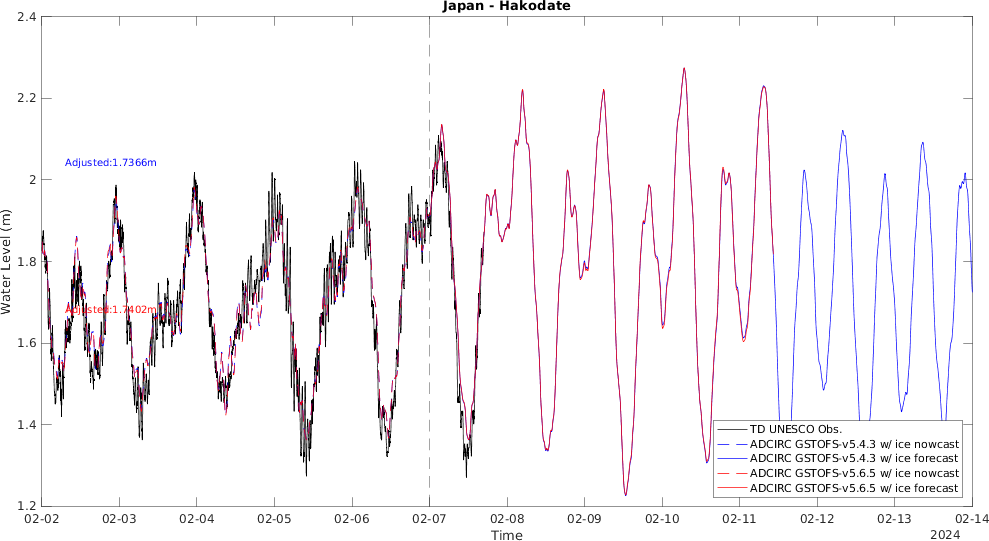 Japan - Hakodate
Water Level (m)
2.4
2.2
2
1.8
1.6
1.4
1.2
Adjusted:1.7366m
Adjusted:1.7402m
TD UNESCO Obs.
ADCIRC GSTOFS-v5.4.3 w/ ice nowcast
ADCIRC GSTOFS-v5.4.3 w/ ice forecast
ADCIRC GSTOFS-v5.6.5 w/ ice nowcast
ADCIRC GSTOFS-v5.6.5 w/ ice forecast
02-02 02-03 02-04 02-05 02-06 02-07 02-08 02-09 02-10 02-11 02-12 02-13 02-14
Time
2024